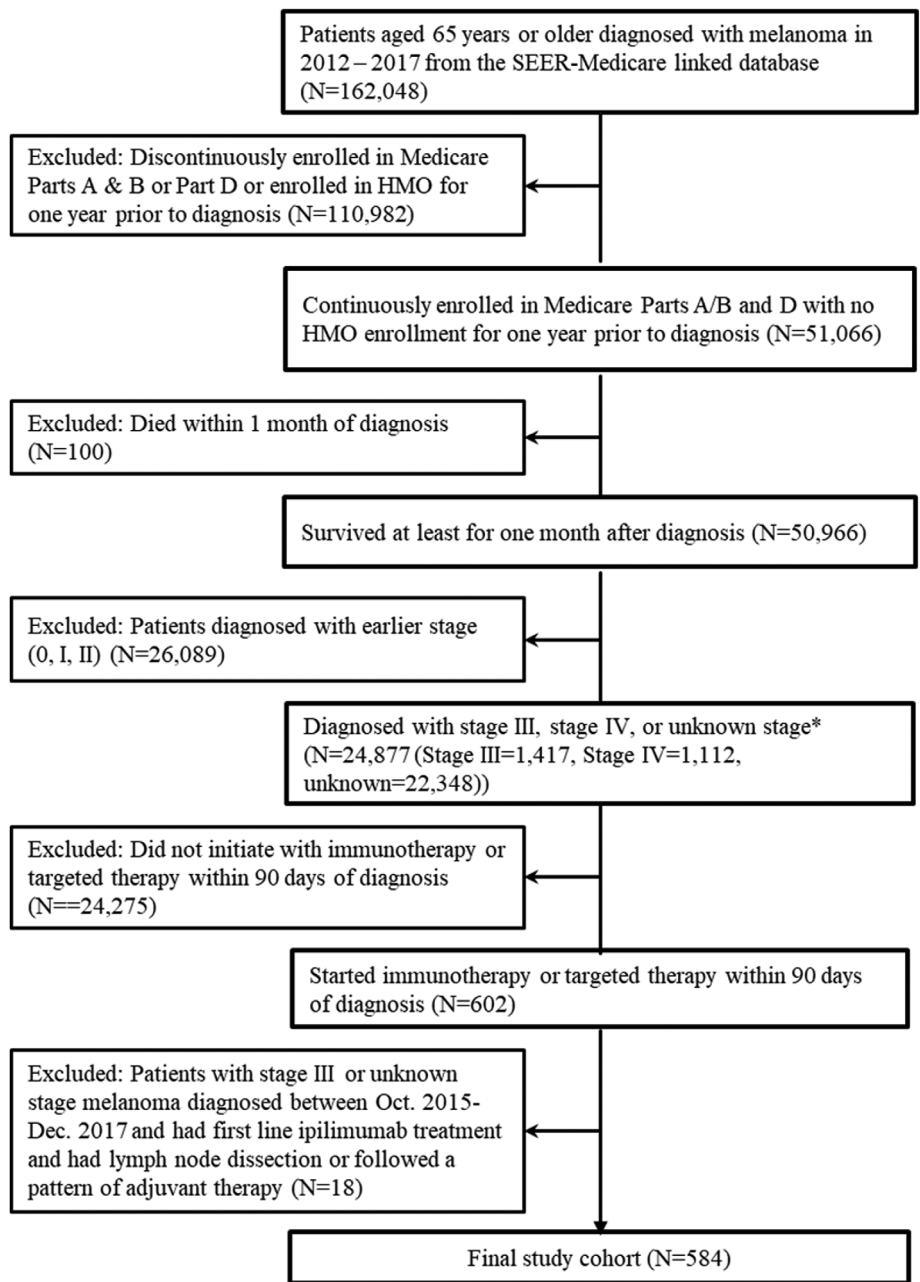 Patients aged 65 years or older diagnosed with melanoma in
2012 – 2017 from the SEER-Medicare linked database
(N=162,048)
Excluded: Discontinuously enrolled in Medicare
Parts A & B or Part D or enrolled in HMO for
one year prior to diagnosis (N=110,982)
Continuously enrolled in Medicare Parts A/B and D with no
HMO enrollment for one year prior to diagnosis (N=51,066)
Excluded: Died within 1 month of diagnosis
(N=100)
Survived at least for one month after diagnosis (N=50,966)
Excluded: Patients diagnosed with earlier stage
(0, I, II) (N=26,089)
Diagnosed with stage III, stage IV, or unknown stage*
(N=24,877 (Stage III=1,417, Stage IV=1,112,
unknown=22,348))
Excluded: Did not initiate with immunotherapy or
targeted therapy within 90 days of diagnosis
(N==24,275)
Started immunotherapy or targeted therapy within 90 days
of diagnosis (N=602)
Excluded: Patients with stage III or unknown
stage melanoma diagnosed between Oct. 2015-
Dec. 2017 and had first line ipilimumab treatment
and had lymph node dissection or followed a
pattern of adjuvant therapy (N=18)
Final study cohort (N=584)